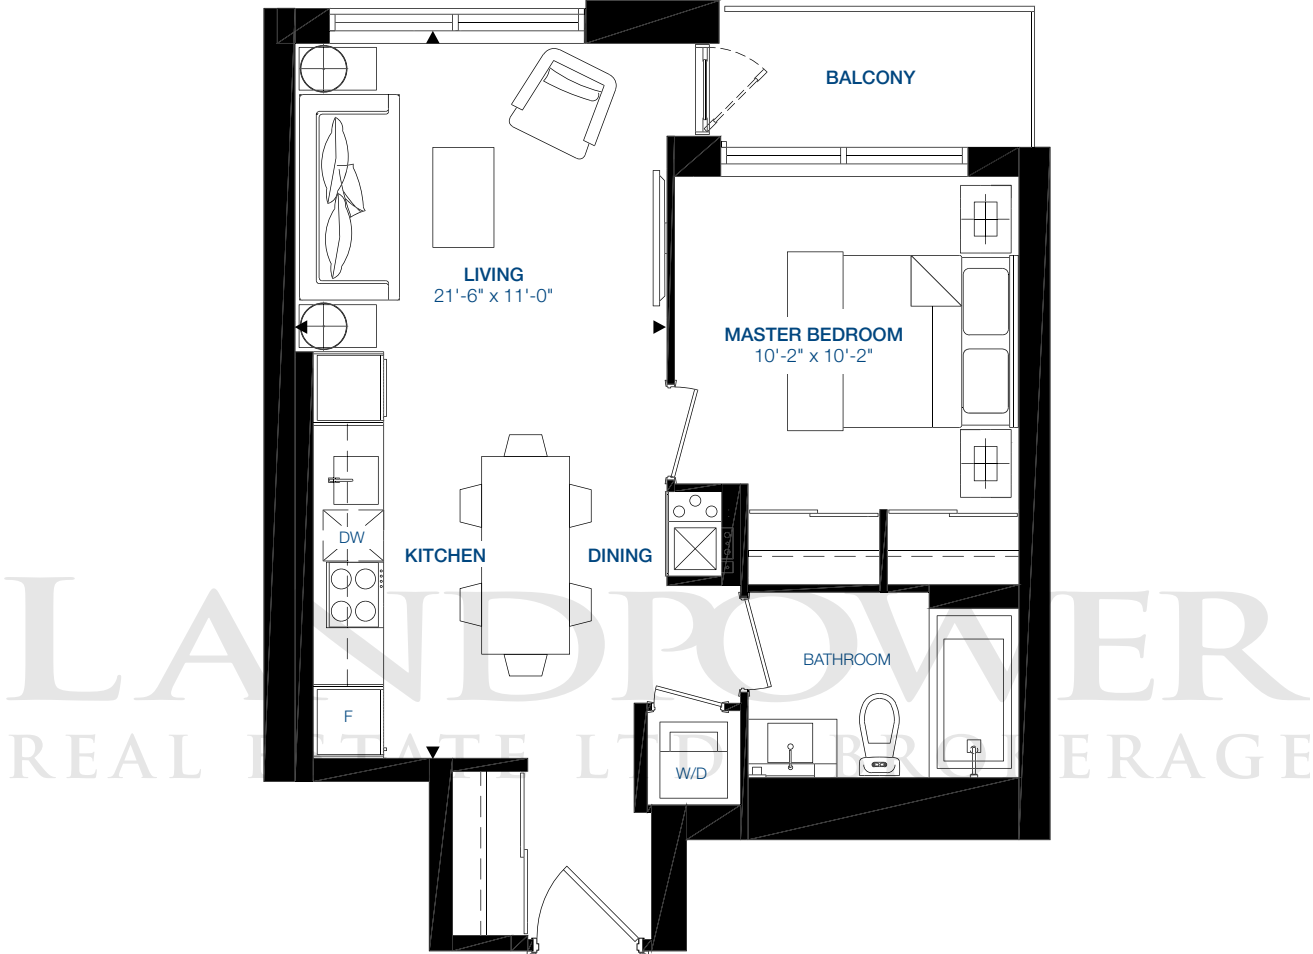 BALCONY
LIVING
21'-6" x 11'-0"
MASTER BEDROOM
10'-2" x 10'-2"
DW
KITCHEN
DINING
LANDPOWER
BATHROOM
F
REAL ESTATE LTD BROKERAGE
W/D